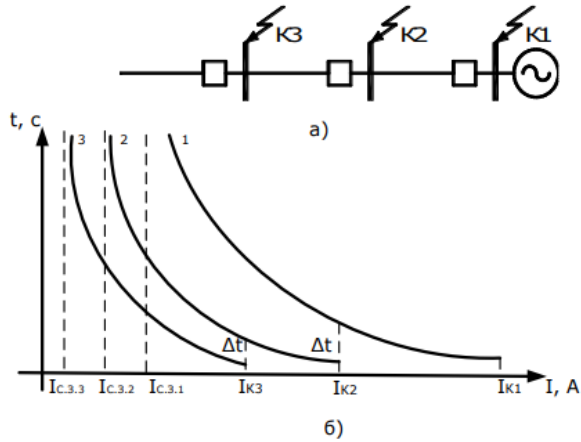 К3 К2 К1
а)
t, с
3 2 1
Δt Δt
Iс.з.3 Iс.з.2 Iс.з.1 IК3 IК2 IК1 I, А
б)